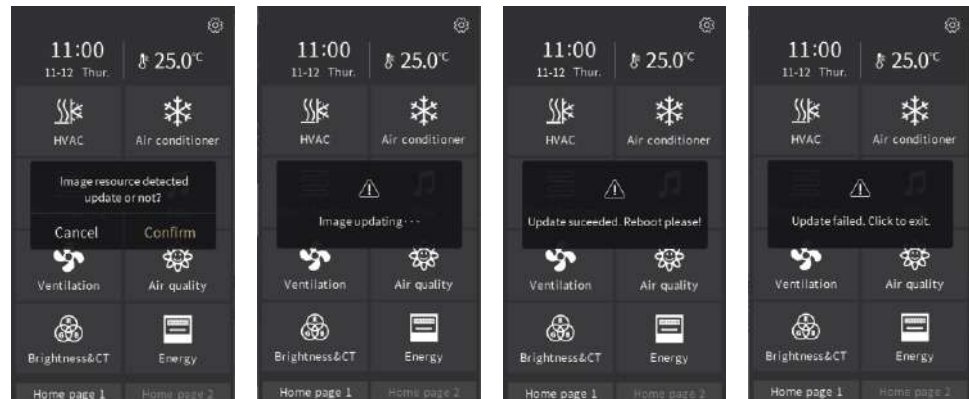 11:00
25.0°C
11-12 Thur.
HVAC
Air conditioner
Image resource detected
update or not?
Cancel
Confirm
Ventilation
Air quality
R
G
B
Brightness&CT
Energy
Home page 1
Home page 2
11:00
25.0°C
11-12 Thur.
HVAC
Air conditioner
Image updating···
Ventilation
Air quality
R
G
B
Brightness&CT
Energy
Home page 1
Home page 2
11:00
25.0°C
11-12 Thur.
HVAC
Air conditioner
Update suceeded. Reboot please!
Ventilation
Air quality
R
G
B
Brightness&CT
Energy
Home page 1
Home page 2
11:00
25.0°C
11-12 Thur.
HVAC
Air conditioner
Update failed. Click to exit.
Ventilation
Air quality
R
G
B
Brightness&CT
Energy
Home page 1
Home page 2